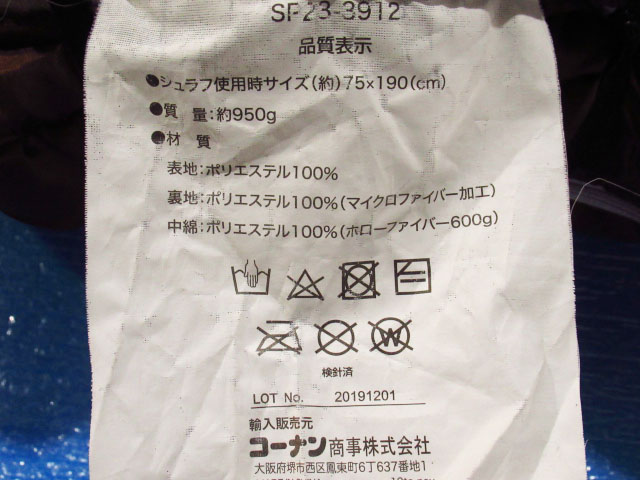 SF23-3912
品質表示
●シュラフ使用時サイズ(約)75×190(cm)
●質 量:約950g
●材 質
表地:ポリエステル100%
裏地:ポリエステル100%(マイクロファイバー加工)
中綿:ポリエステル100%(ホローファイバー600g)
W
検針済
LOT No. 20191201
輸入販売元
コーナン商事株式会社
大阪府堺市西区鳳東町6丁637番地1